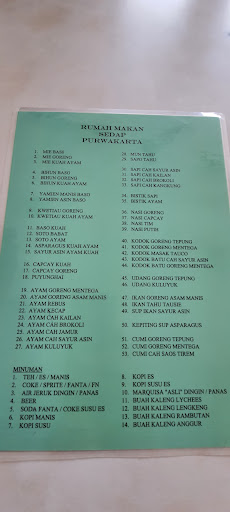 RUMAH MAKAN
SEDAP
PURWAKARTA
1. MIE BASO
2. MIE GORENG
3. MIE KUAH AYAM
4. BIHUN BASO
5. BIHUN GORENG
6. BIHUN KUAH AYAM
7. YAMIEN MANIS BASO
8. YAMIEN ASIN BASO
9. KWETIAU GORENG
10. KWETIAU KUAH AYAM
11. BASO KUAH
12. SOTO BABAT
13. SOTO AYAM
14. ASPARAGUS KUAH AYAM
15. SAYUR ASIN AYAM KUAH
16. CAPCAY KUAH
17. CAPCAY GORENG
18. PUYUNGHAI
19. AYAM GORENG MENTEGA
20. AYAM GORENG ASAM MANIS
21. AYAM REBUS
22. AYAM KECAP
23. AYAM CAH KAILAN
24. AYAM CAH BROKOLI
25. AYAM CAH JAMUR
26. AYAM CAH SAYUR ASIN
27. AYAM KULUYUK
28. MUN TAHU
29. SAPO TAHU
31. SAPI CAH SAYUR ASIN
32. SAPI CAH KAILAN
33. SAPI CAH BROKOLI
34. SAPI CAH KANGKUNG
35. BISTIK SAPI
35. BISTIK AYAM
36. NASI GORENG
37. NASI CAPCAY
38. NASI TIM
39. NASI PUTIH
40. KODOK GORENG TEPUNG
41. KODOK GORENG MENTEGA
42. KODOK MASAK TAUCO
43. KODOK BATU CAH SAYUR ASIN
44. KODOK BATU GORENG MENTEGA
45. UDANG GORENG TEPUNG
46. UDANG KULUYUK
47. IKAN GORENG ASAM MANIS
48. IKAN TAHU TAUSIE
49. SUP IKAN SAYUR ASIN
50. KEPITING SUP ASPARAGUS
51. CUMI GORENG TEPUNG
52. CUMI GORENG MENTEGA
53. CUMI CAH SAOS TIREM
MINUMAN
1. TEH / ES / MANIS
2. COKE / SPRITE / FANTA / FN
3. AIR JERUK DINGIN / PANAS
4. BEER
5. SODA FANTA / COKE SUSU ES
6. KOPI MANIS
7. KOPI SUSU
8. KOPI ES
9. KOPI SUSU ES
10. MARQUISA "ASLI" DINGIN / PANAS
11. BUAH KALENG LYCHEES
12. BUAH KALENG LENGKENG
13. BUAH KALENG RAMBUTAN
14. BUAH KALENG ANGGUR